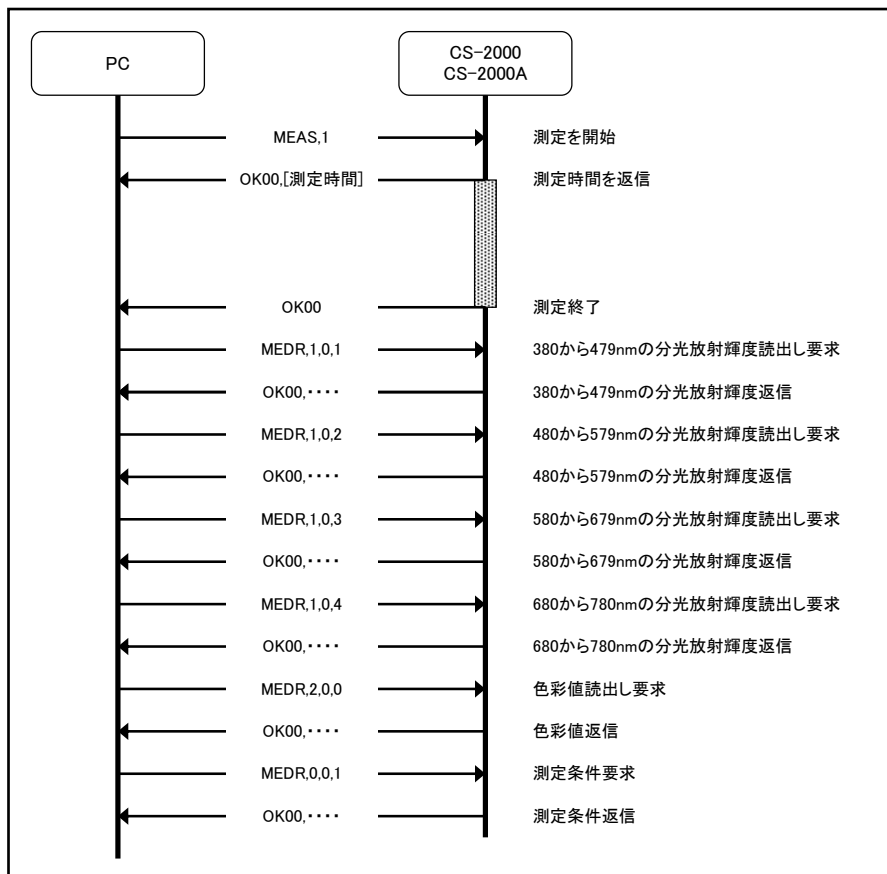 PC
CS-2000
CS-2000A
MEAS,1 測定を開始
OK00,[測定時間] 測定時間を返信
OK00 測定終了
MEDR,1,0,1 380から479nmの分光放射輝度読出し要求
OK00,・・・・ 380から479nmの分光放射輝度返信
MEDR,1,0,2 480から579nmの分光放射輝度読出し要求
OK00,・・・・ 480から579nmの分光放射輝度返信
MEDR,1,0,3 580から679nmの分光放射輝度読出し要求
OK00,・・・・ 580から679nmの分光放射輝度返信
MEDR,1,0,4 680から780nmの分光放射輝度読出し要求
OK00,・・・・ 680から780nmの分光放射輝度返信
MEDR,2,0,0 色彩値読出し要求
OK00,・・・・ 色彩値返信
MEDR,0,0,1 測定条件要求
OK00,・・・・ 測定条件返信